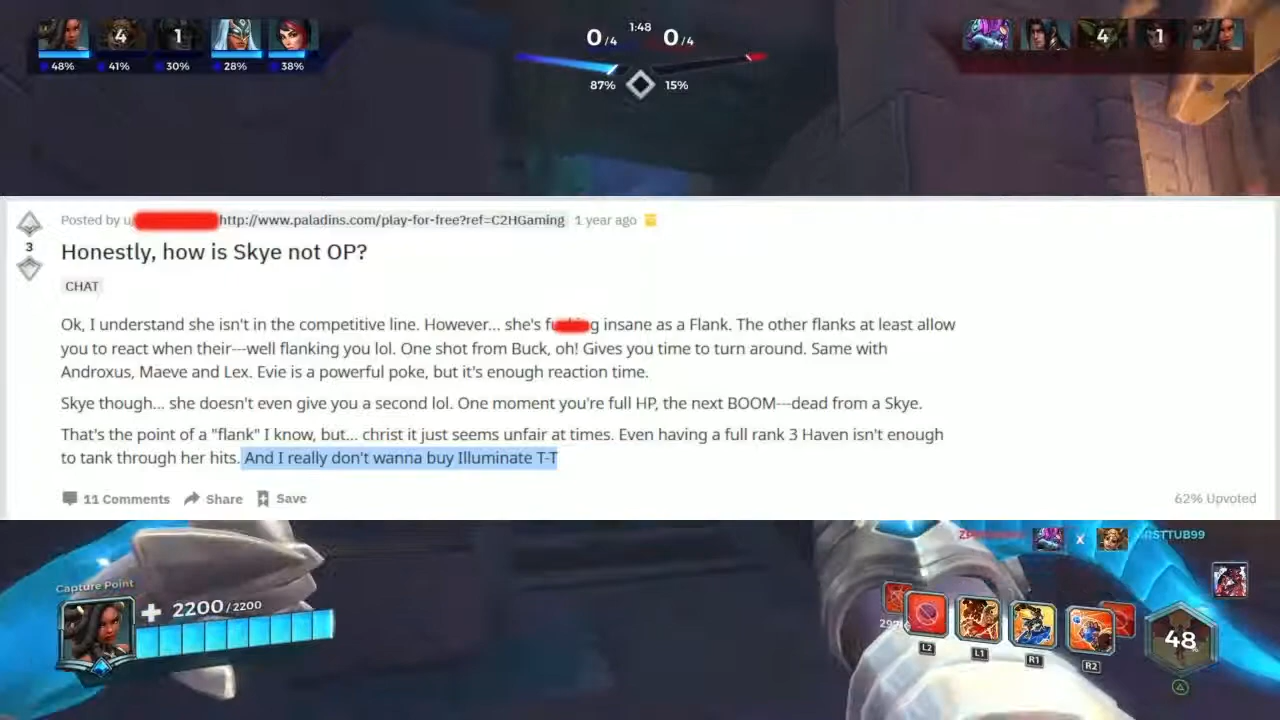 4
1
48%
41%
30%
28%
38%
1:48
0/4
0/4
87%
15%
4
1
Posted by u/
http://www.paladins.com/play-for-free?ref=C2HGaming
1 year ago
3
Honestly, how is Skye not OP?
CHAT
Ok, I understand she isn't in the competitive line. However... she's fu g insane as a Flank. The other flanks at least allow
you to react when their---well flanking you lol. One shot from Buck, oh! Gives you time to turn around. Same with
Androxus, Maeve and Lex. Evie is a powerful poke, but it's enough reaction time.
Skye though... she doesn't even give you a second lol. One moment you're full HP, the next BOOM---dead from a Skye.
That's the point of a "flank" I know, but... christ it just seems unfair at times. Even having a full rank 3 Haven isn't enough
to tank through her hits. And I really don't wanna buy Illuminate T-T
11 Comments
Share
Save
62% Upvoted
X
Capture Point
2200/2200
L2
L1
R1
R2
48%